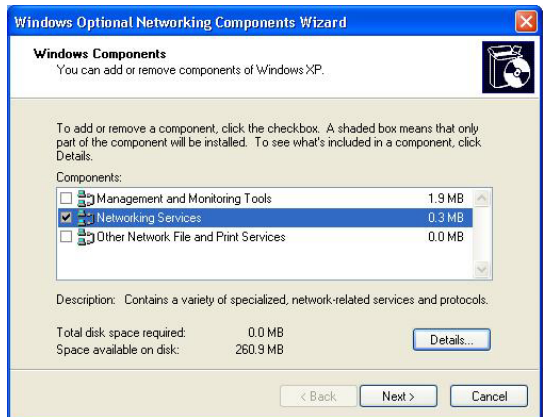 Windows Optional Networking Components Wizard
Windows Components
You can add or remove components of Windows XP.
To add or remove a component, click the checkbox. A shaded box means that only
part of the component will be installed. To see what's included in a component, click
Details.
Components:
Management and Monitoring Tools 1.9 MB
Networking Services 0.3 MB
Other Network File and Print Services 0.0 MB
Description: Contains a variety of specialized, network-related services and protocols.
Total disk space required: 0.0 MB
Space available on disk: 260.9 MB
Details...
< Back Next > Cancel